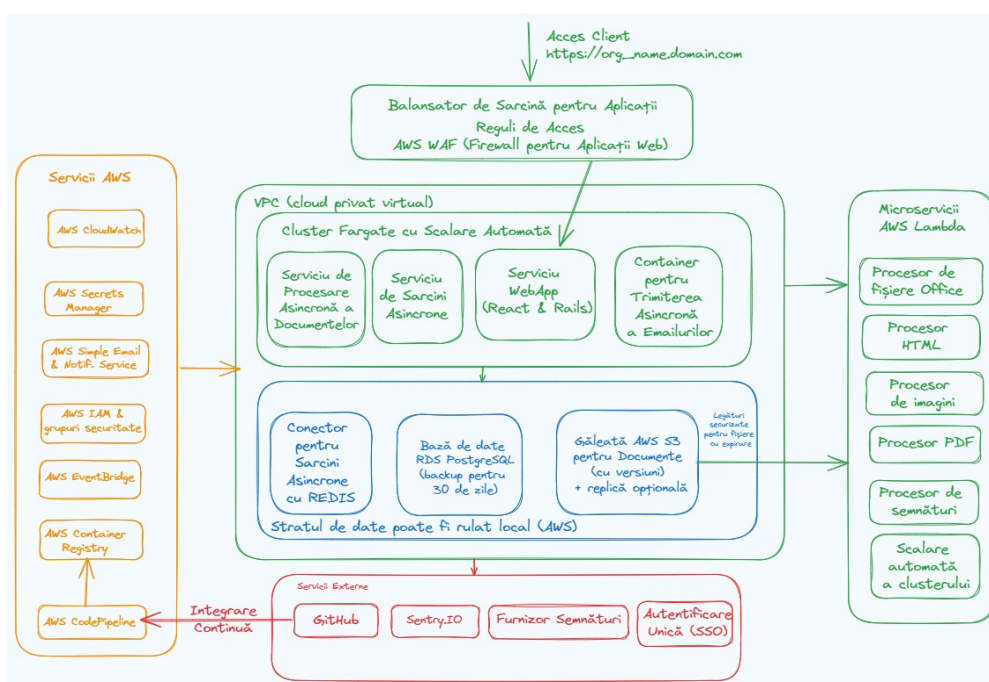 Acces Client
https://org_name.domain.com
Balansator de Sarcină pentru Aplicații
Reguli de Acces
AWS WAF (Firewall pentru Aplicații Web)
Servicii AWS
AWS CloudWatch
AWS Secrets
Manager
AWS Simple Email
& Notif. Service
AWS IAM &
grupuri securitate
AWS EventBridge
AWS Container
Registry
AWS CodePipeline
VPC (cloud privat virtual)
Cluster Fargate cu Scalare Automată
Serviciu de
Procesare
Asincronă a
Documentelor
Serviciu
de Sarcini
Asincrone
Serviciu
WebApp
(React & Rails)
Container
pentru
Trimiterea
Asincronă
a Emailurilor
Conector
pentru
Sarcini
Asincrone
cu REDIS
Bază de date
RDS PostgreSQL
(backup pentru
30 de zile)
Găleată AWS S3
pentru Documente
(cu versiuni)
+ replică opțională
Legături
securizate
pentru fișiere
cu expirare
Stratul de date poate fi rulat local (AWS)
Microservicii
AWS Lambda
Procesor de
fișiere Office
Procesor
HTML
Procesor
de imagini
Procesor PDF
Procesor de
semnături
Scalare
automată
a clusterului
Servicii Externe
GitHub
Sentry.IO
Furnizor Semnături
Autentificare
Unică (SSO)
Integrare
Continuă